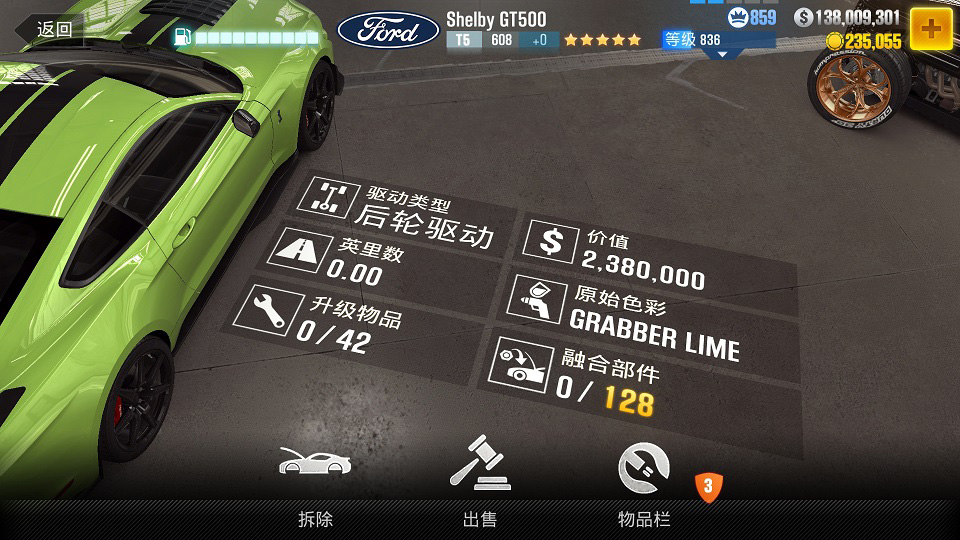 返回
Ford
Shelby GT500
T5 608 +0
等级 836
859
$ 138,009,301
235,055
驱动类型
后轮驱动
英里数
0.00
升级物品
0/42
$ 价值
2,380,000
原始色彩
GRABBER LIME
融合部件
0/ 128
拆除
出售
物品栏
3